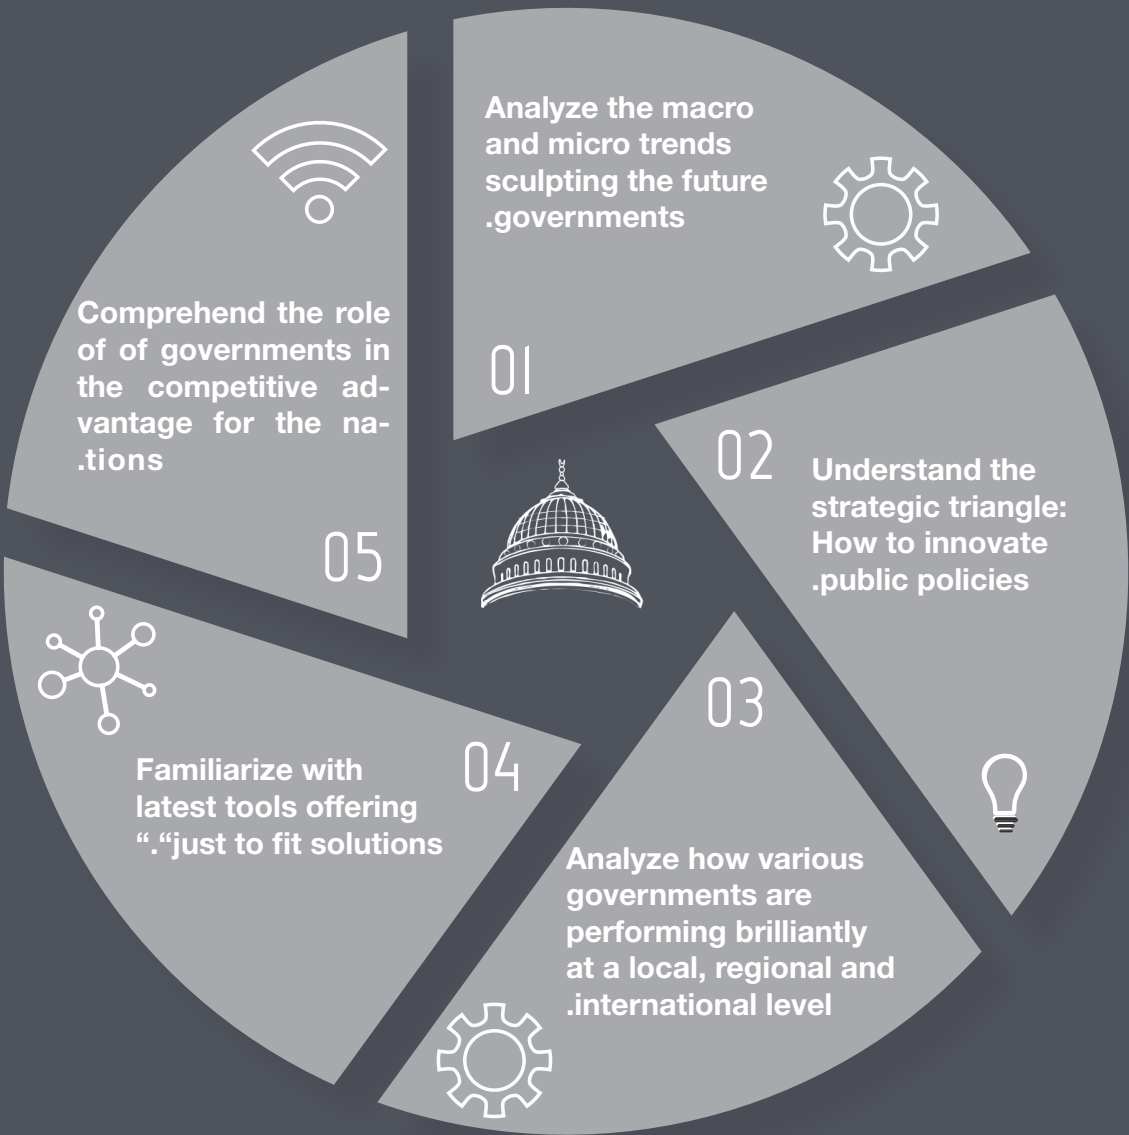 Analyze the macro
and micro trends
sculpting the future
.governments
01
02
Understand the
strategic triangle:
How to innovate
.public policies
03
Analyze how various
governments are
performing brilliantly
at a local, regional and
.international level
04
Familiarize with
latest tools offering
“.“just to fit solutions
Comprehend the role
of of governments in
the competitive ad-
vantage for the na-
.tions
05